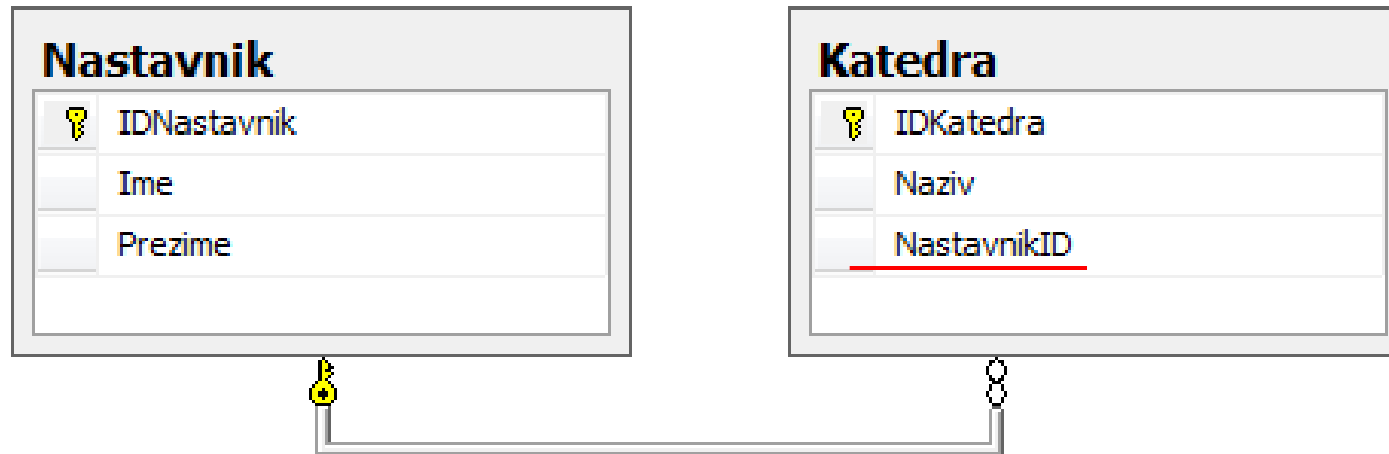 Nastavnik
IDNastavnik
Ime
Prezime
Katedra
IDKatedra
Naziv
NastavnikID